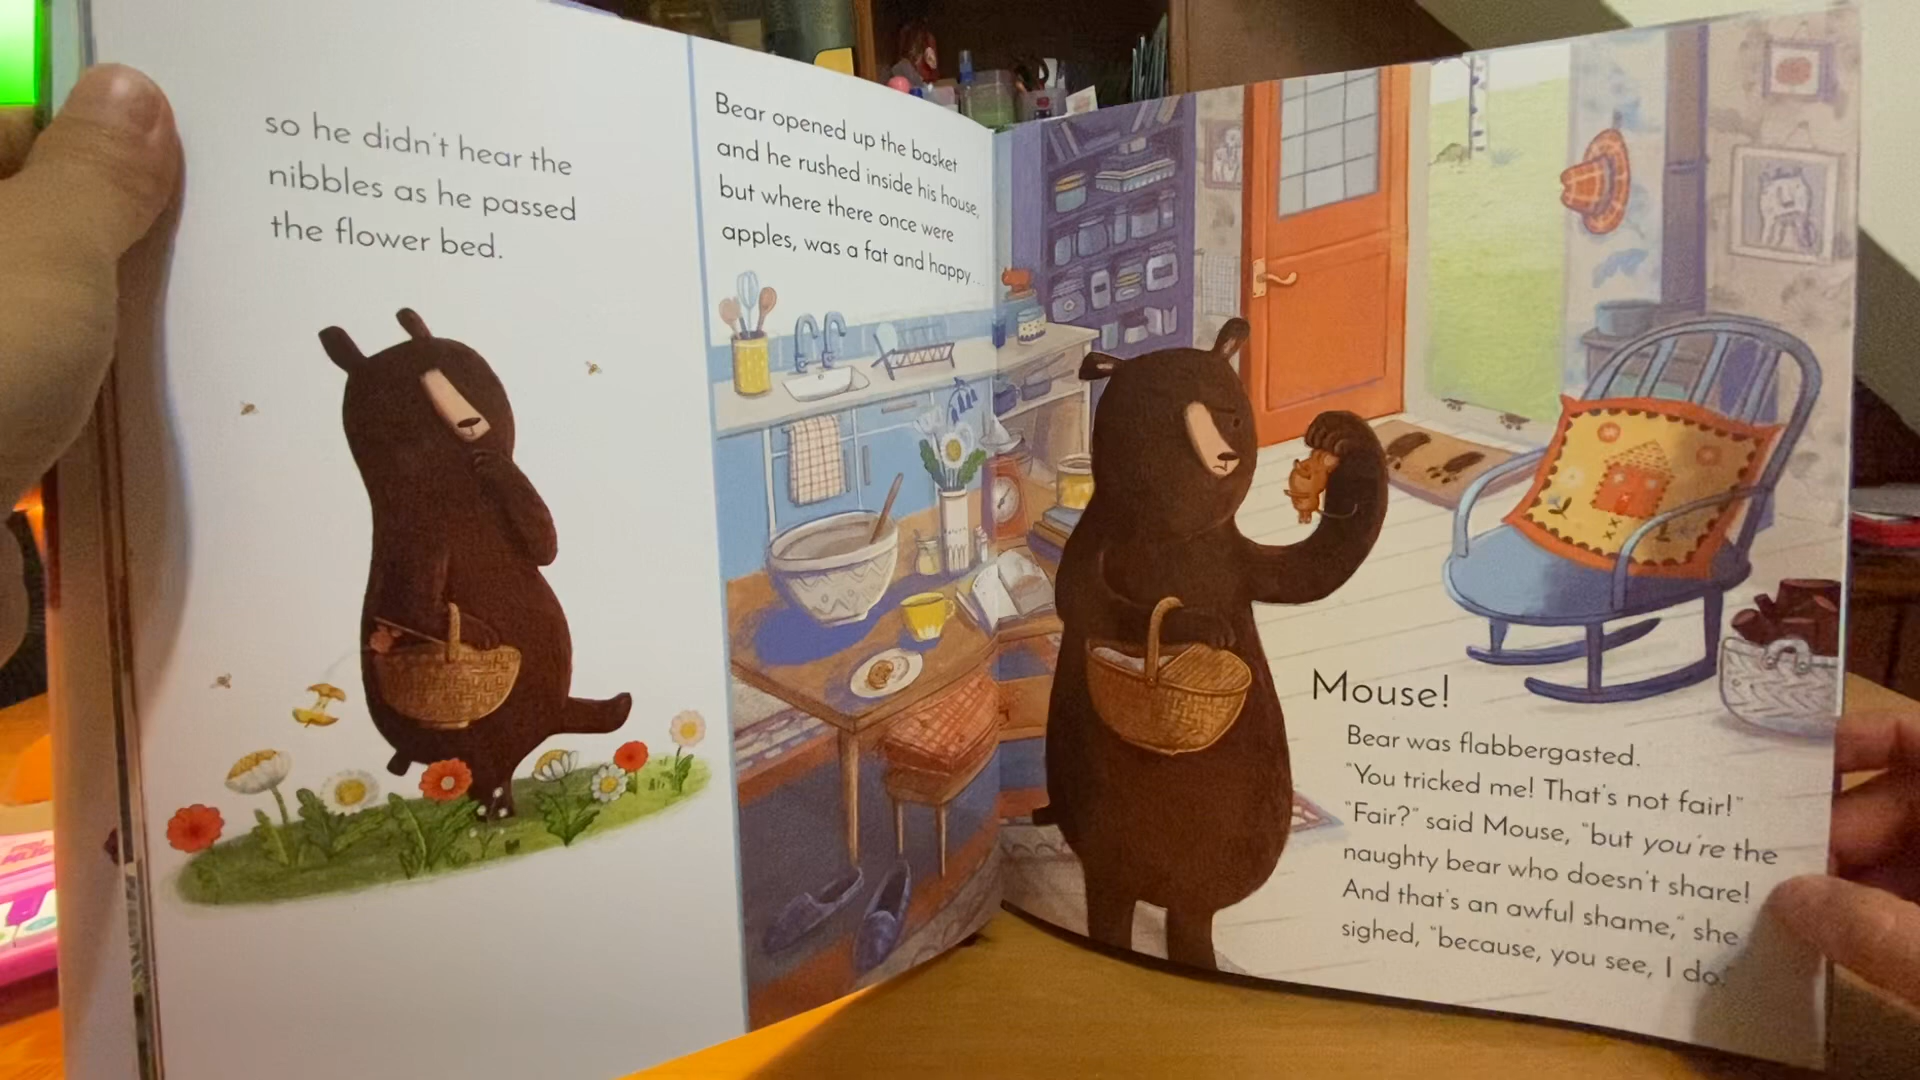 so he didn't hear the
nibbles as he passed
the flower bed.
Bear opened up the basket
and he rushed inside his house,
but where there once were
apples, was a fat and happy...
Mouse!
Bear was flabbergasted.
"You tricked me! That's not fair!"
"Fair?" said Mouse, "but you're the
naughty bear who doesn't share!
And that's an awful shame," she
sighed, "because, you see, I do."